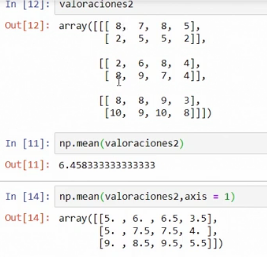 In [12]: valoraciones2
Out[12]: array([[[ 8,  7,  8,  5],
[ 2,  5,  5,  2]],
[[ 2,  6,  8,  4],
[ 8,  9,  7,  4]],
[[ 8,  8,  9,  3],
[10,  9, 10,  8]]])
In [11]: np.mean(valoraciones2)
Out[11]: 6.458333333333333
In [14]: np.mean(valoraciones2,axis = 1)
Out[14]: array([[5. , 6. , 6.5, 3.5],
[5. , 7.5, 7.5, 4. ],
[9. , 8.5, 9.5, 5.5]])